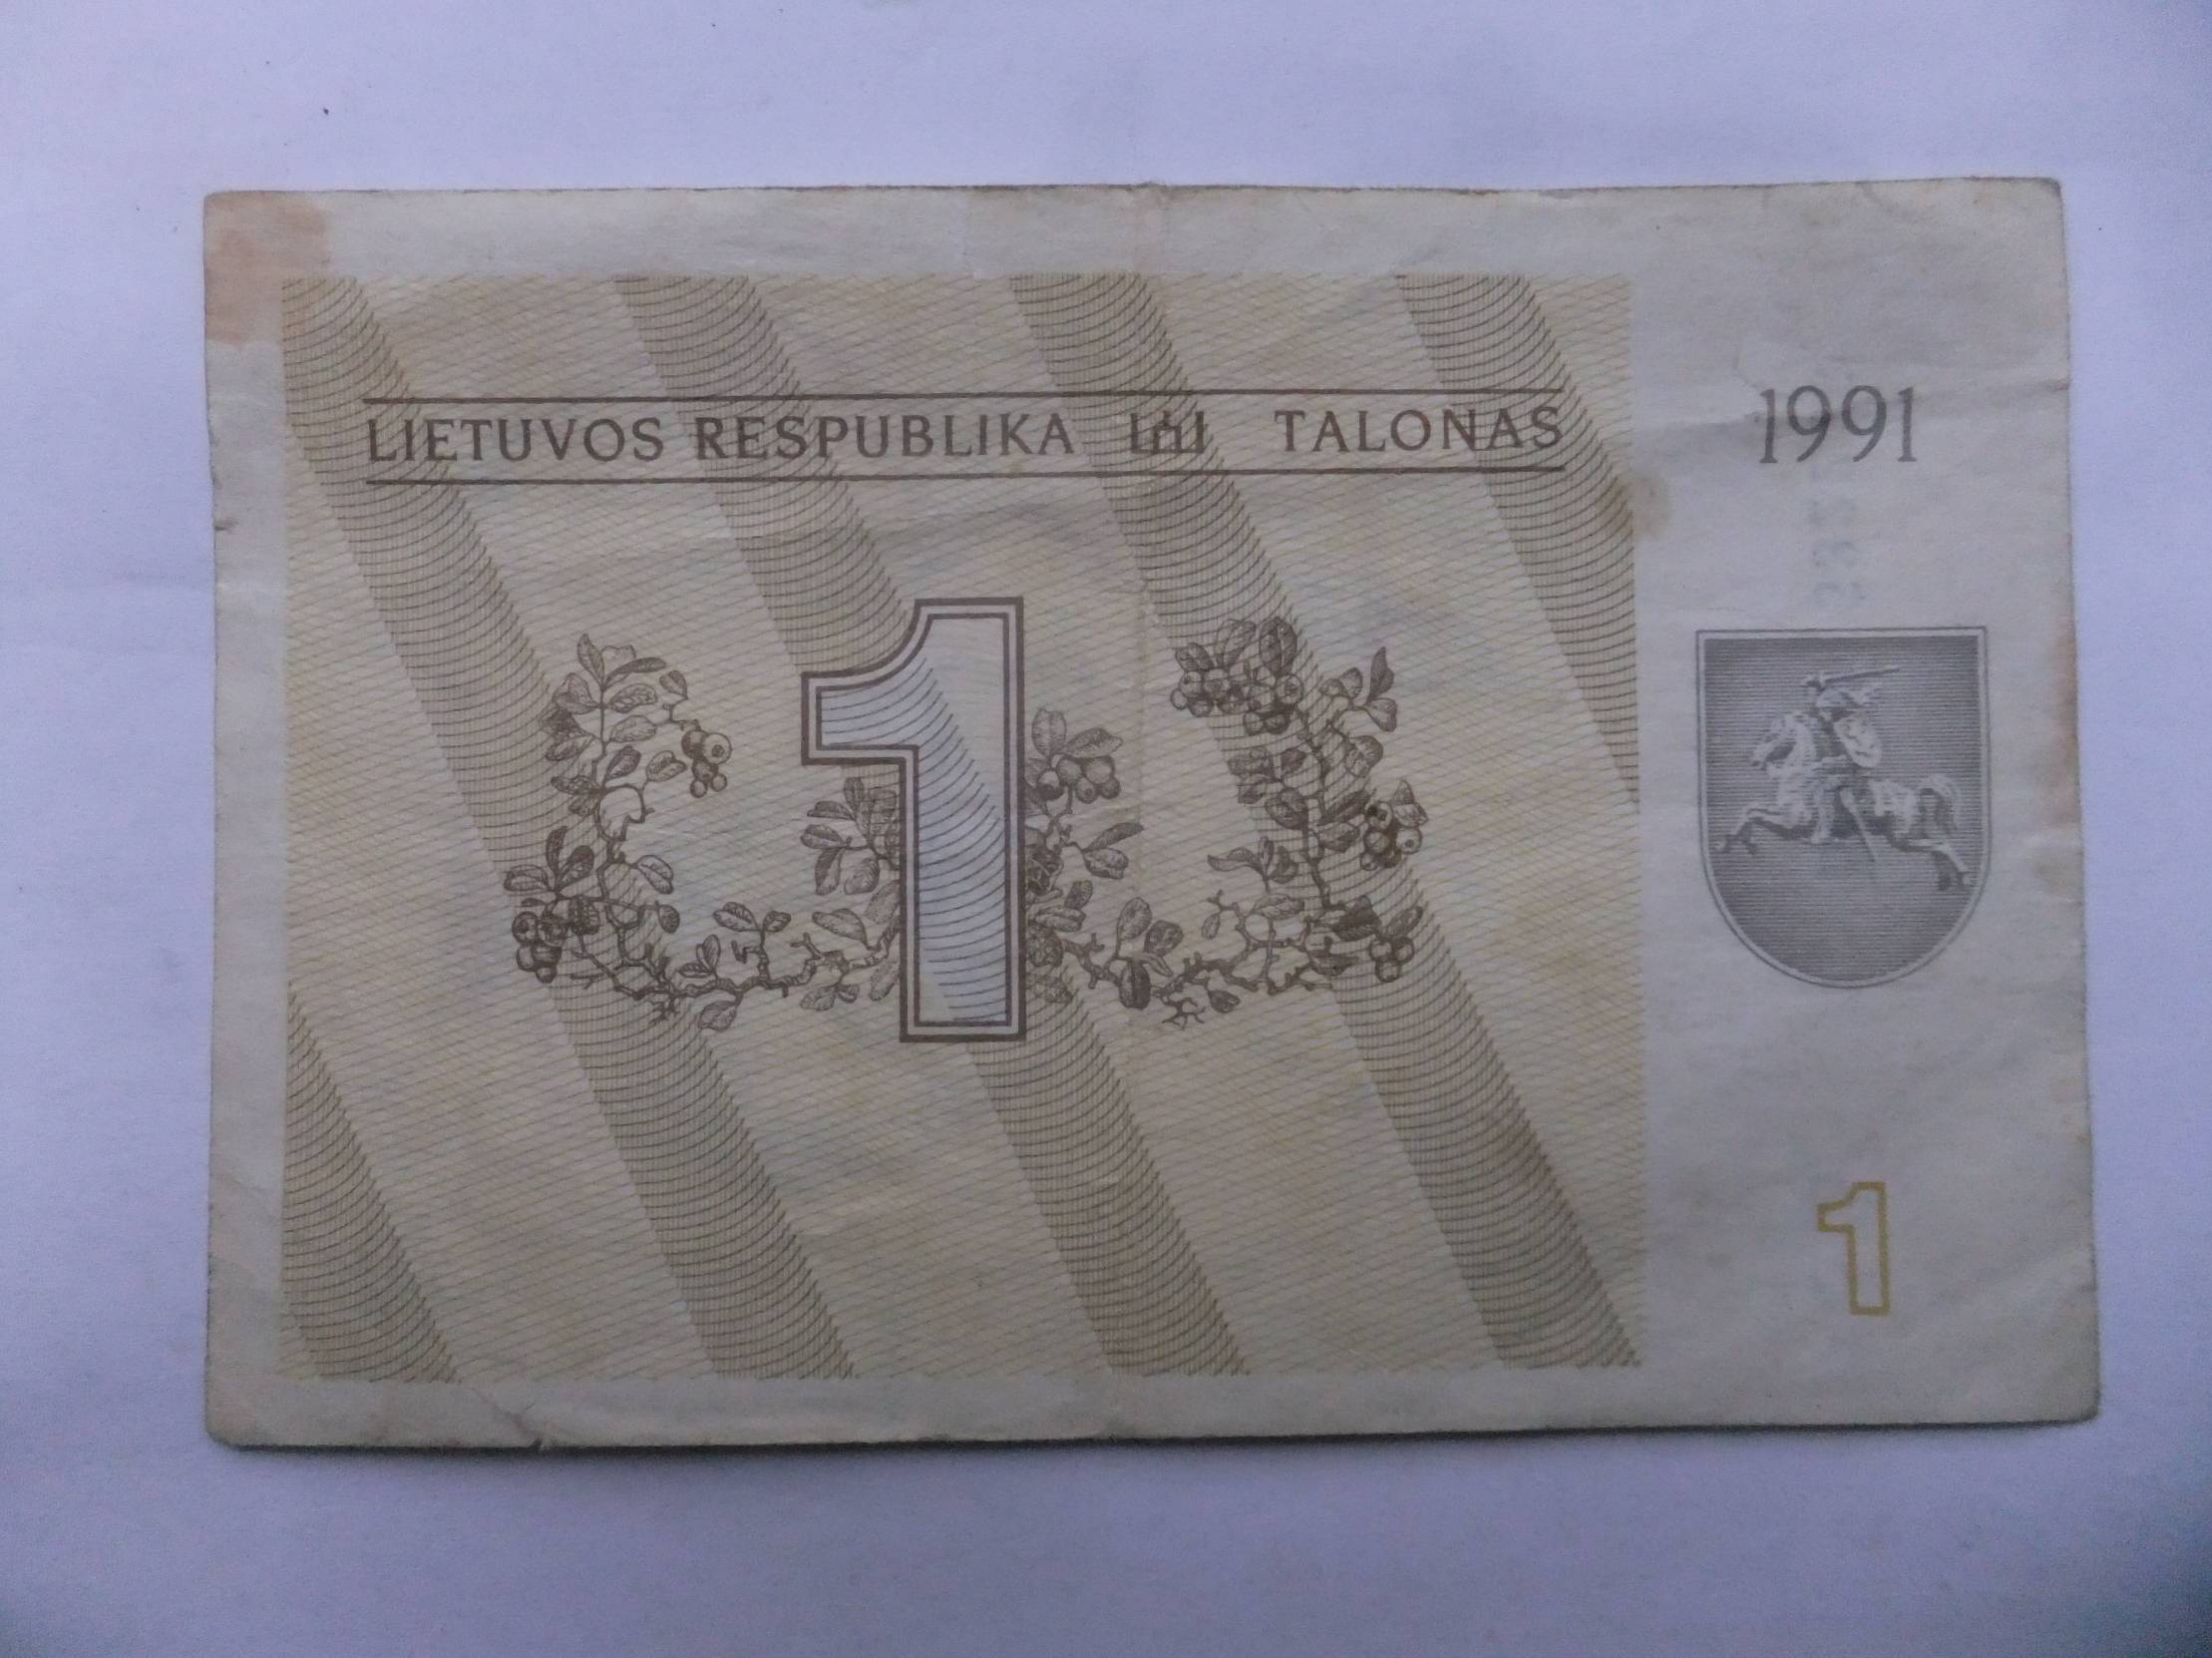 LIETUVOS RESPUBLIKA TALONAS
1991
1
1